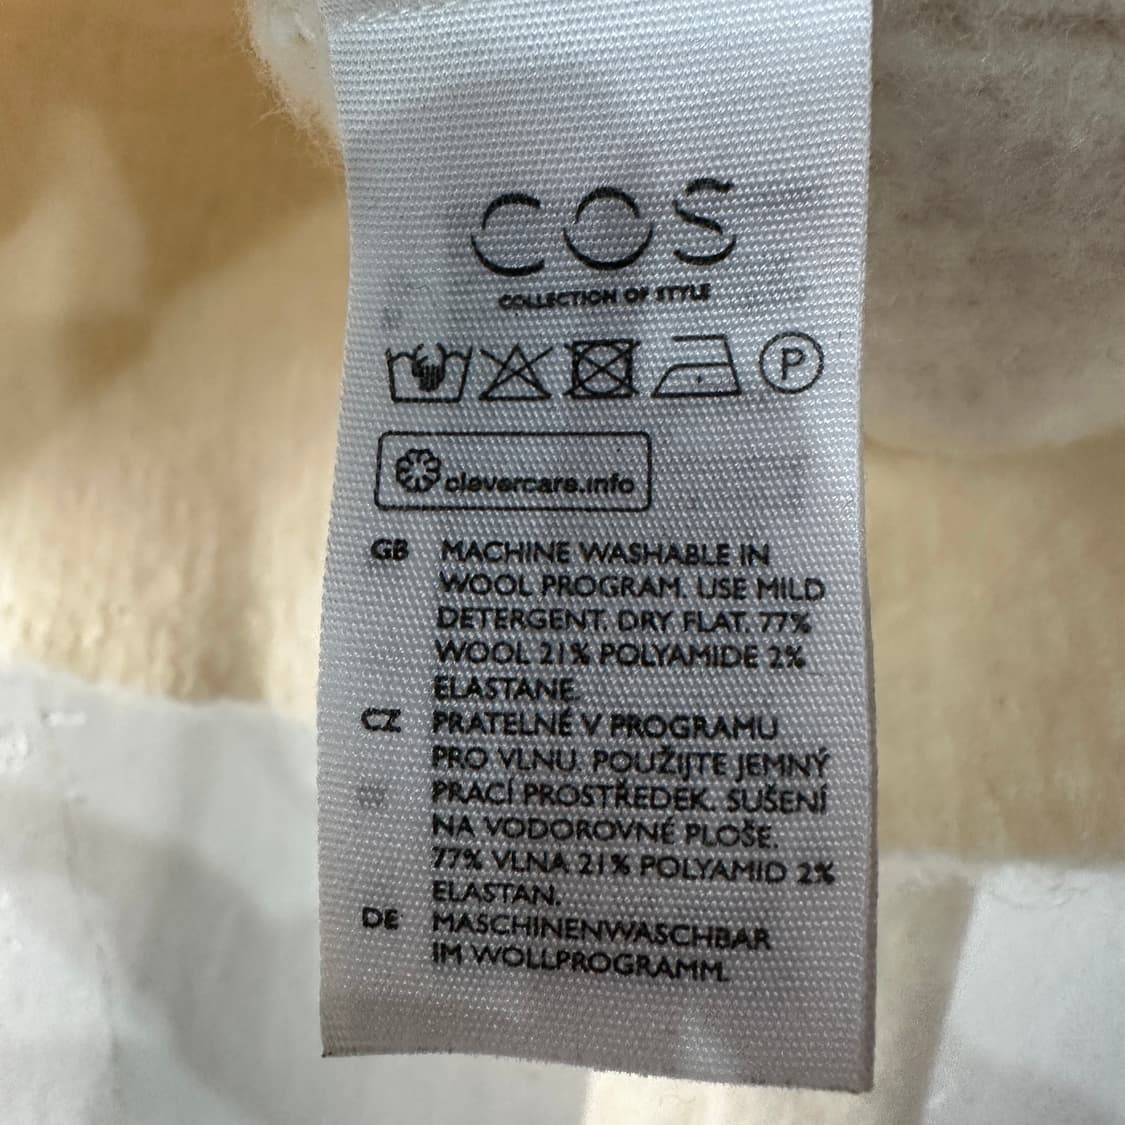 COS
COLLECTION OF STYLE
P
clevercare.info
GB MACHINE WASHABLE IN
WOOL PROGRAM. USE MILD
DETERGENT. DRY FLAT. 77%
WOOL 21% POLYAMIDE 2%
ELASTANE.
CZ PRATELNÉ V PROGRAMU
PRO VLNU. POUŽIJTE JEMNÝ
PRACÍ PROSTŘEDEK. SUŠENÍ
NA VODOROVNÉ PLOŠE.
77% VLNA 21% POLYAMID 2%
ELASTAN.
DE MASCHINENWASCHBAR
IM WOLLPROGRAMM.